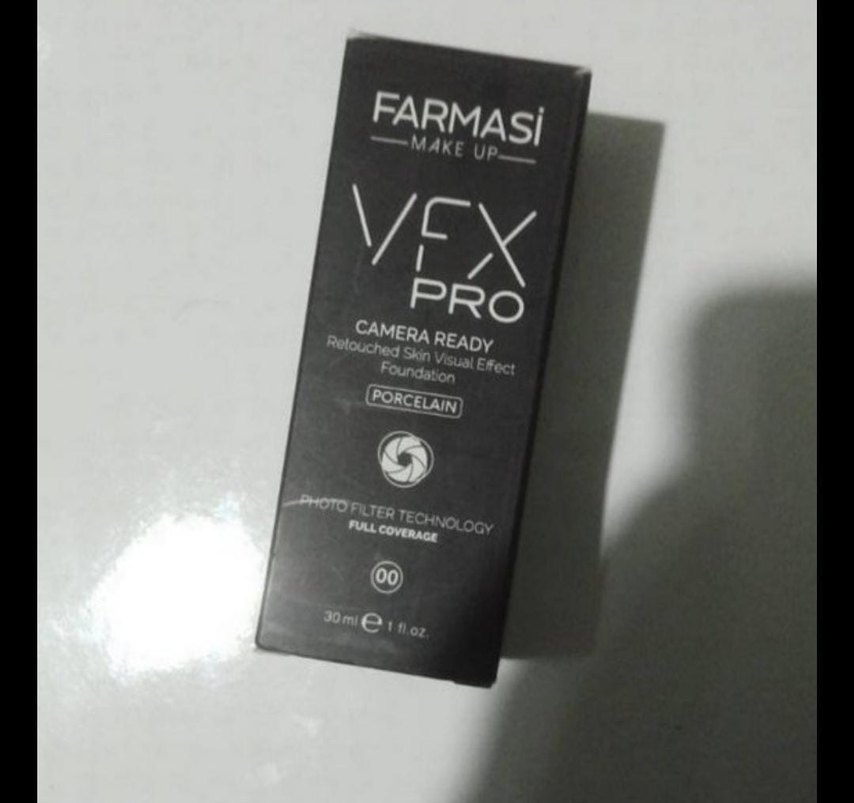 FARMASİ
MAKE UP
VFX
PRO
CAMERA READY
Retouched Skin Visual Effect
Foundation
PORCELAIN
PHOTO FILTER TECHNOLOGY
FULL COVERAGE
00
30 ml e 1 fl.oz.